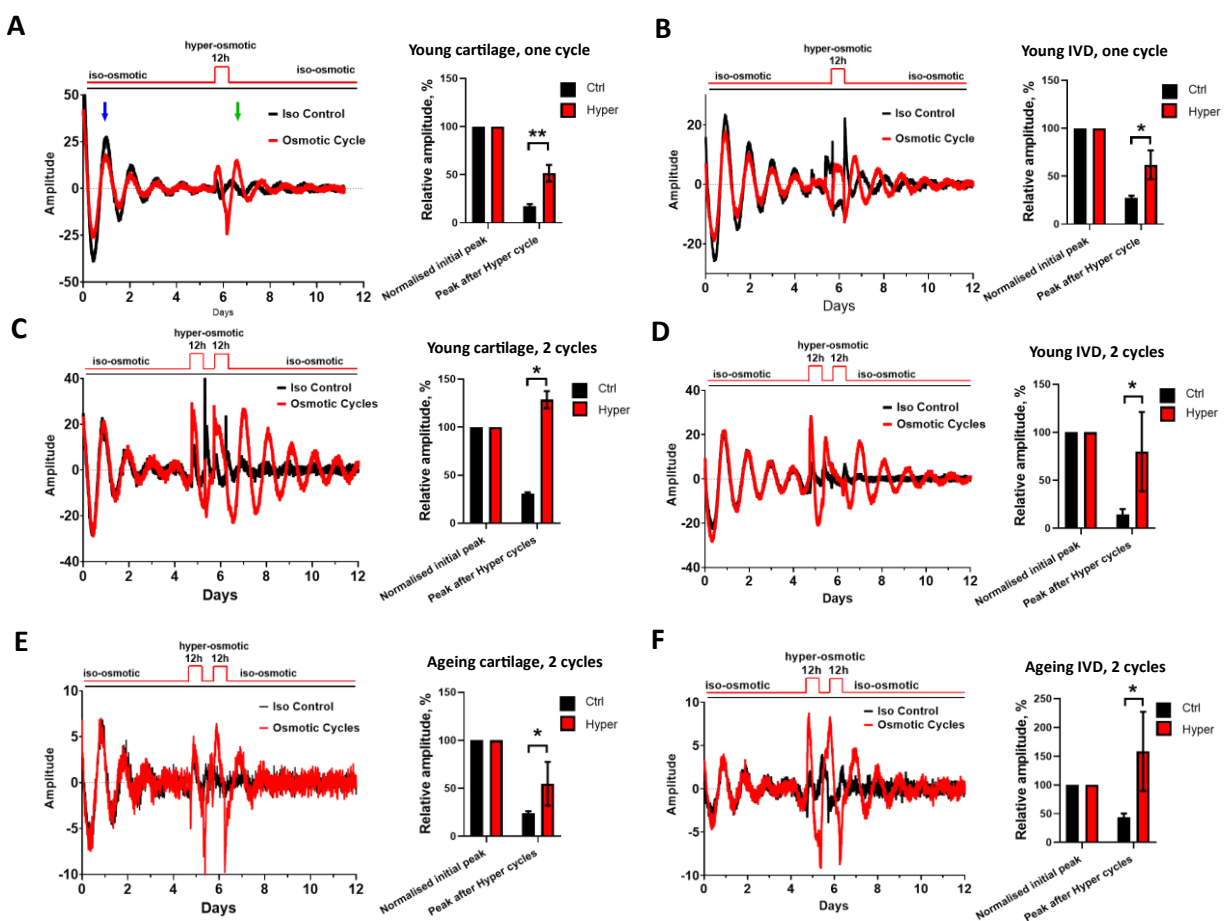 A
hyper-osmotic
12h
iso-osmotic
iso-osmotic
Iso Control
Osmotic Cycle
Amplitude
50
25
0
-25
-50
0 2 4 6 8 10 12
Days
Young cartilage, one cycle
Ctrl
Hyper
Relative amplitude, %
150
100
50
0
**
Normalised initial peak
Peak after Hyper cycle
B
hyper-osmotic
12h
iso-osmotic
iso-osmotic
Iso Control
Osmotic Cycle
Amplitude
20
0
-20
0 2 4 6 8 10 12
Days
Young IVD, one cycle
Ctrl
Hyper
Relative amplitude, %
150
100
50
0
*
Normalised initial peak
Peak after Hyper cycle
C
hyper-osmotic
12h 12h
iso-osmotic
iso-osmotic
Iso Control
Osmotic Cycles
Amplitude
40
20
0
-20
-40
0 2 4 6 8 10 12
Days
Young cartilage, 2 cycles
Ctrl
Hyper
Relative amplitude, %
150
100
50
0
*
Normalised initial peak
Peak after Hyper cycles
D
hyper-osmotic
12h 12h
iso-osmotic
iso-osmotic
Iso Control
Osmotic Cycles
Amplitude
40
20
0
-20
-40
0 2 4 6 8 10 12
Days
Young IVD, 2 cycles
Ctrl
Hyper
Relative amplitude, %
150
100
50
0
*
Normalised initial peak
Peak after Hyper cycles
E
hyper-osmotic
12h 12h
iso-osmotic
iso-osmotic
Iso Control
Osmotic Cycles
Amplitude
10
5
0
-5
-10
0 2 4 6 8 10 12
Days
Ageing cartilage, 2 cycles
Ctrl
Hyper
Relative amplitude, %
150
100
50
0
*
Normalised initial peak
Peak after Hyper cycles
F
hyper-osmotic
12h 12h
iso-osmotic
iso-osmotic
Iso Control
Osmotic Cycles
Amplitude
10
5
0
-5
-10
0 2 4 6 8 10 12
Days
Ageing IVD, 2 cycles
Ctrl
Hyper
Relative amplitude, %
250
200
150
100
50
0
*
Normalised initial peak
Peak after Hyper cycles